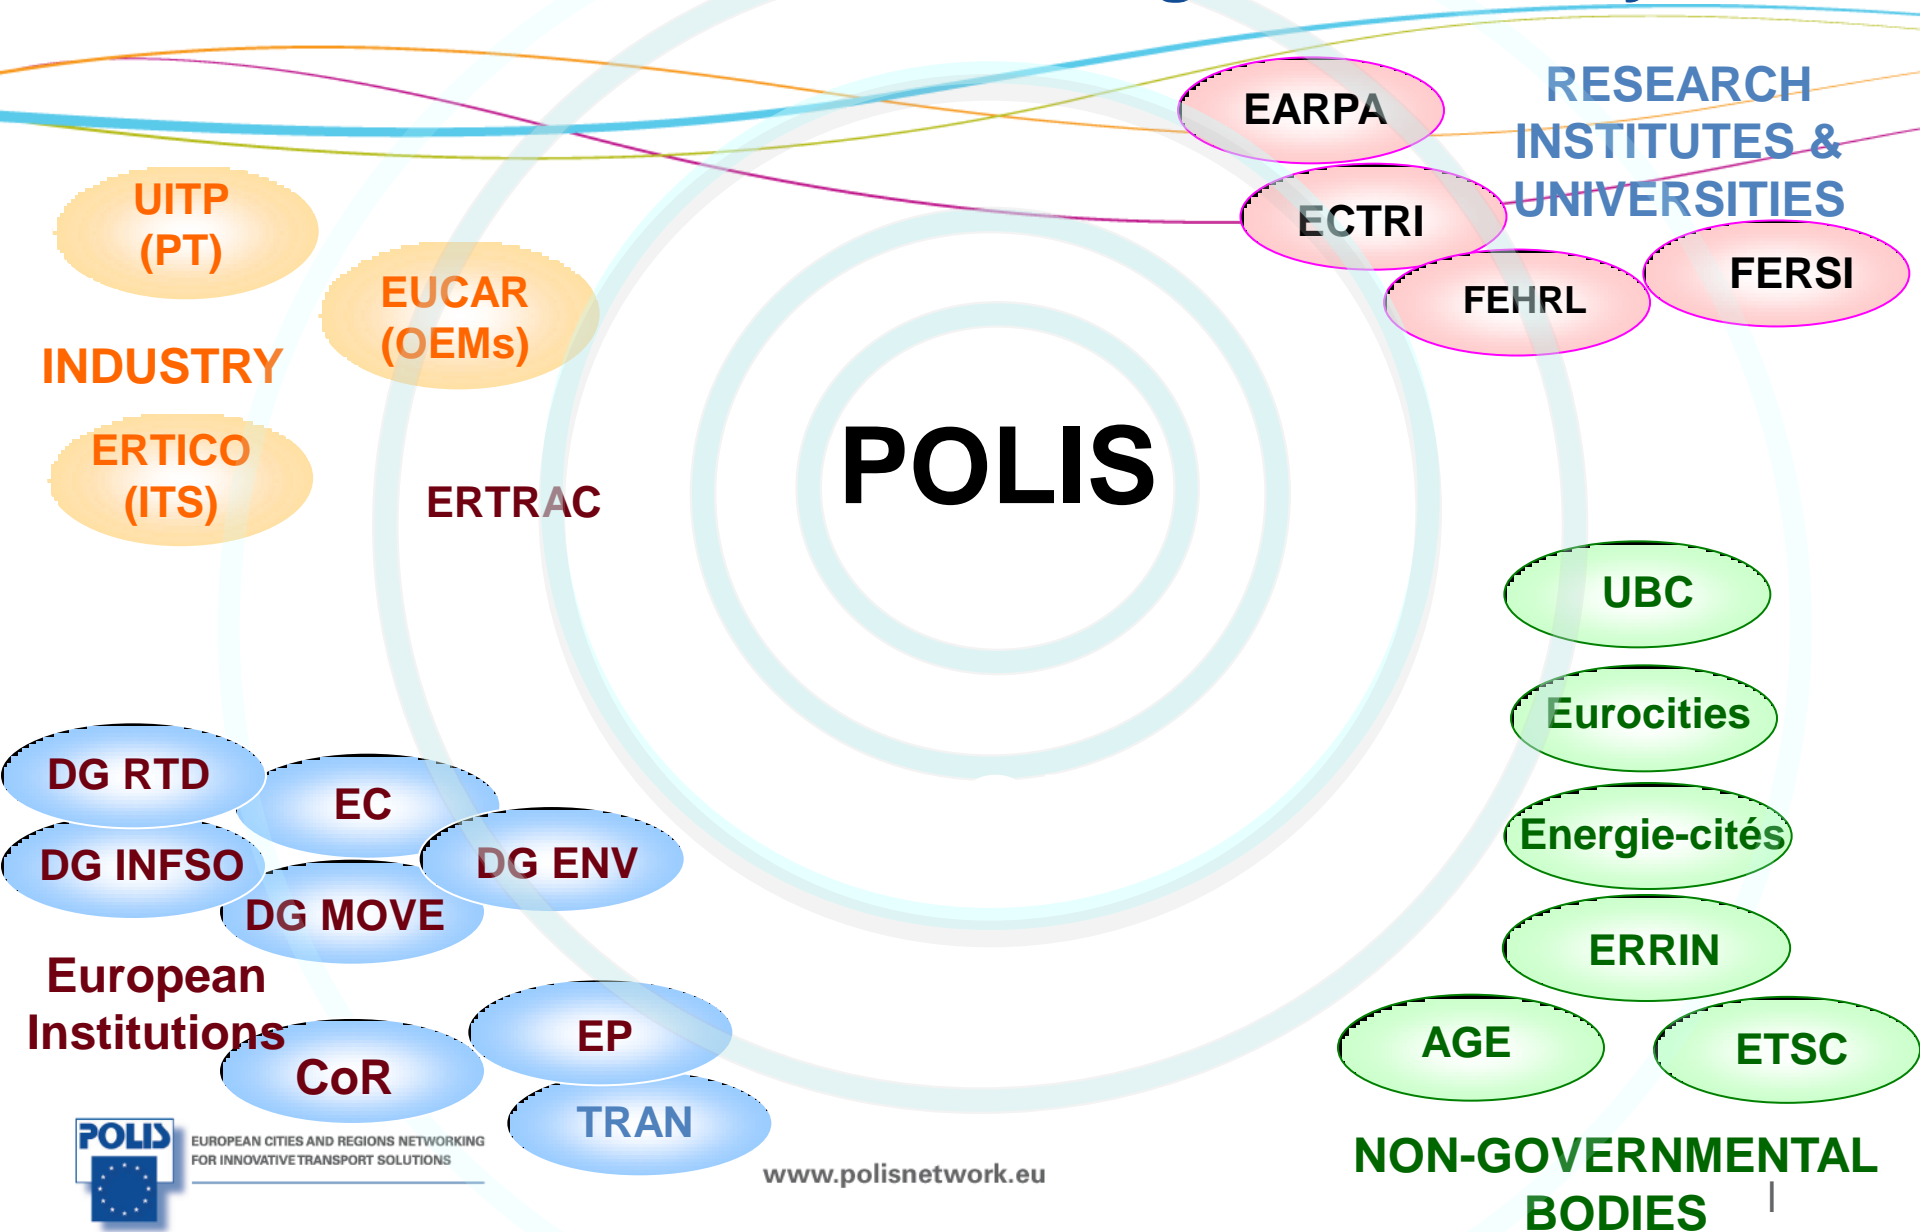 EARPA
RESEARCH
INSTITUTES &
UNIVERSITIES
ECTRI
FEHRL
FERSI
UITP
(PT)
EUCAR
(OEMs)
INDUSTRY
ERTICO
(ITS)
ERTRAC
POLIS
UBC
Eurocities
Energie-cités
ERRIN
AGE
ETSC
NON-GOVERNMENTAL
BODIES
DG RTD
EC
DG INFSO
DG ENV
DG MOVE
European
Institutions
CoR
EP
TRAN
POLIS
EUROPEAN CITIES AND REGIONS NETWORKING
FOR INNOVATIVE TRANSPORT SOLUTIONS
www.polisnetwork.eu
|